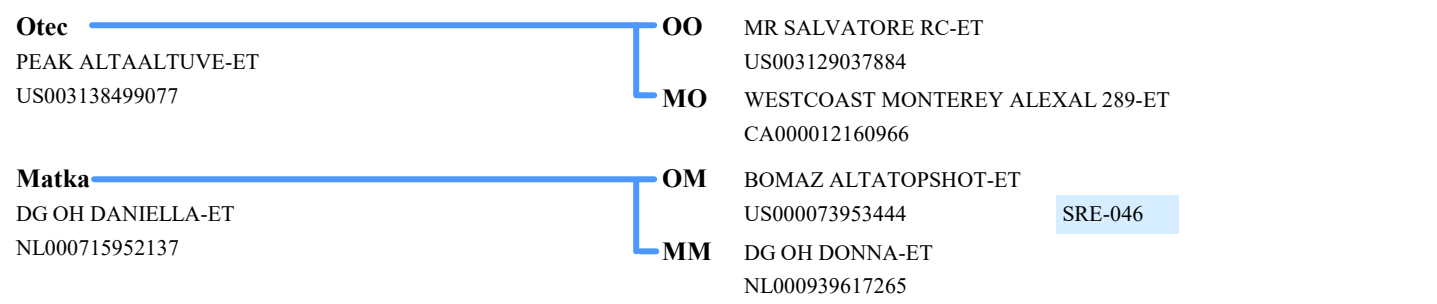 Otec OO MR SALVATORE RC-ET
PEAK ALTAALTUVE-ET US003129037884
US003138499077 MO WESTCOAST MONTEREY ALEXAL 289-ET
CA000012160966
Matka OM BOMAZ ALTATOPSHOT-ET
DG OH DANIELLA-ET US000073953444 SRE-046
NL000715952137 MM DG OH DONNA-ET
NL000939617265